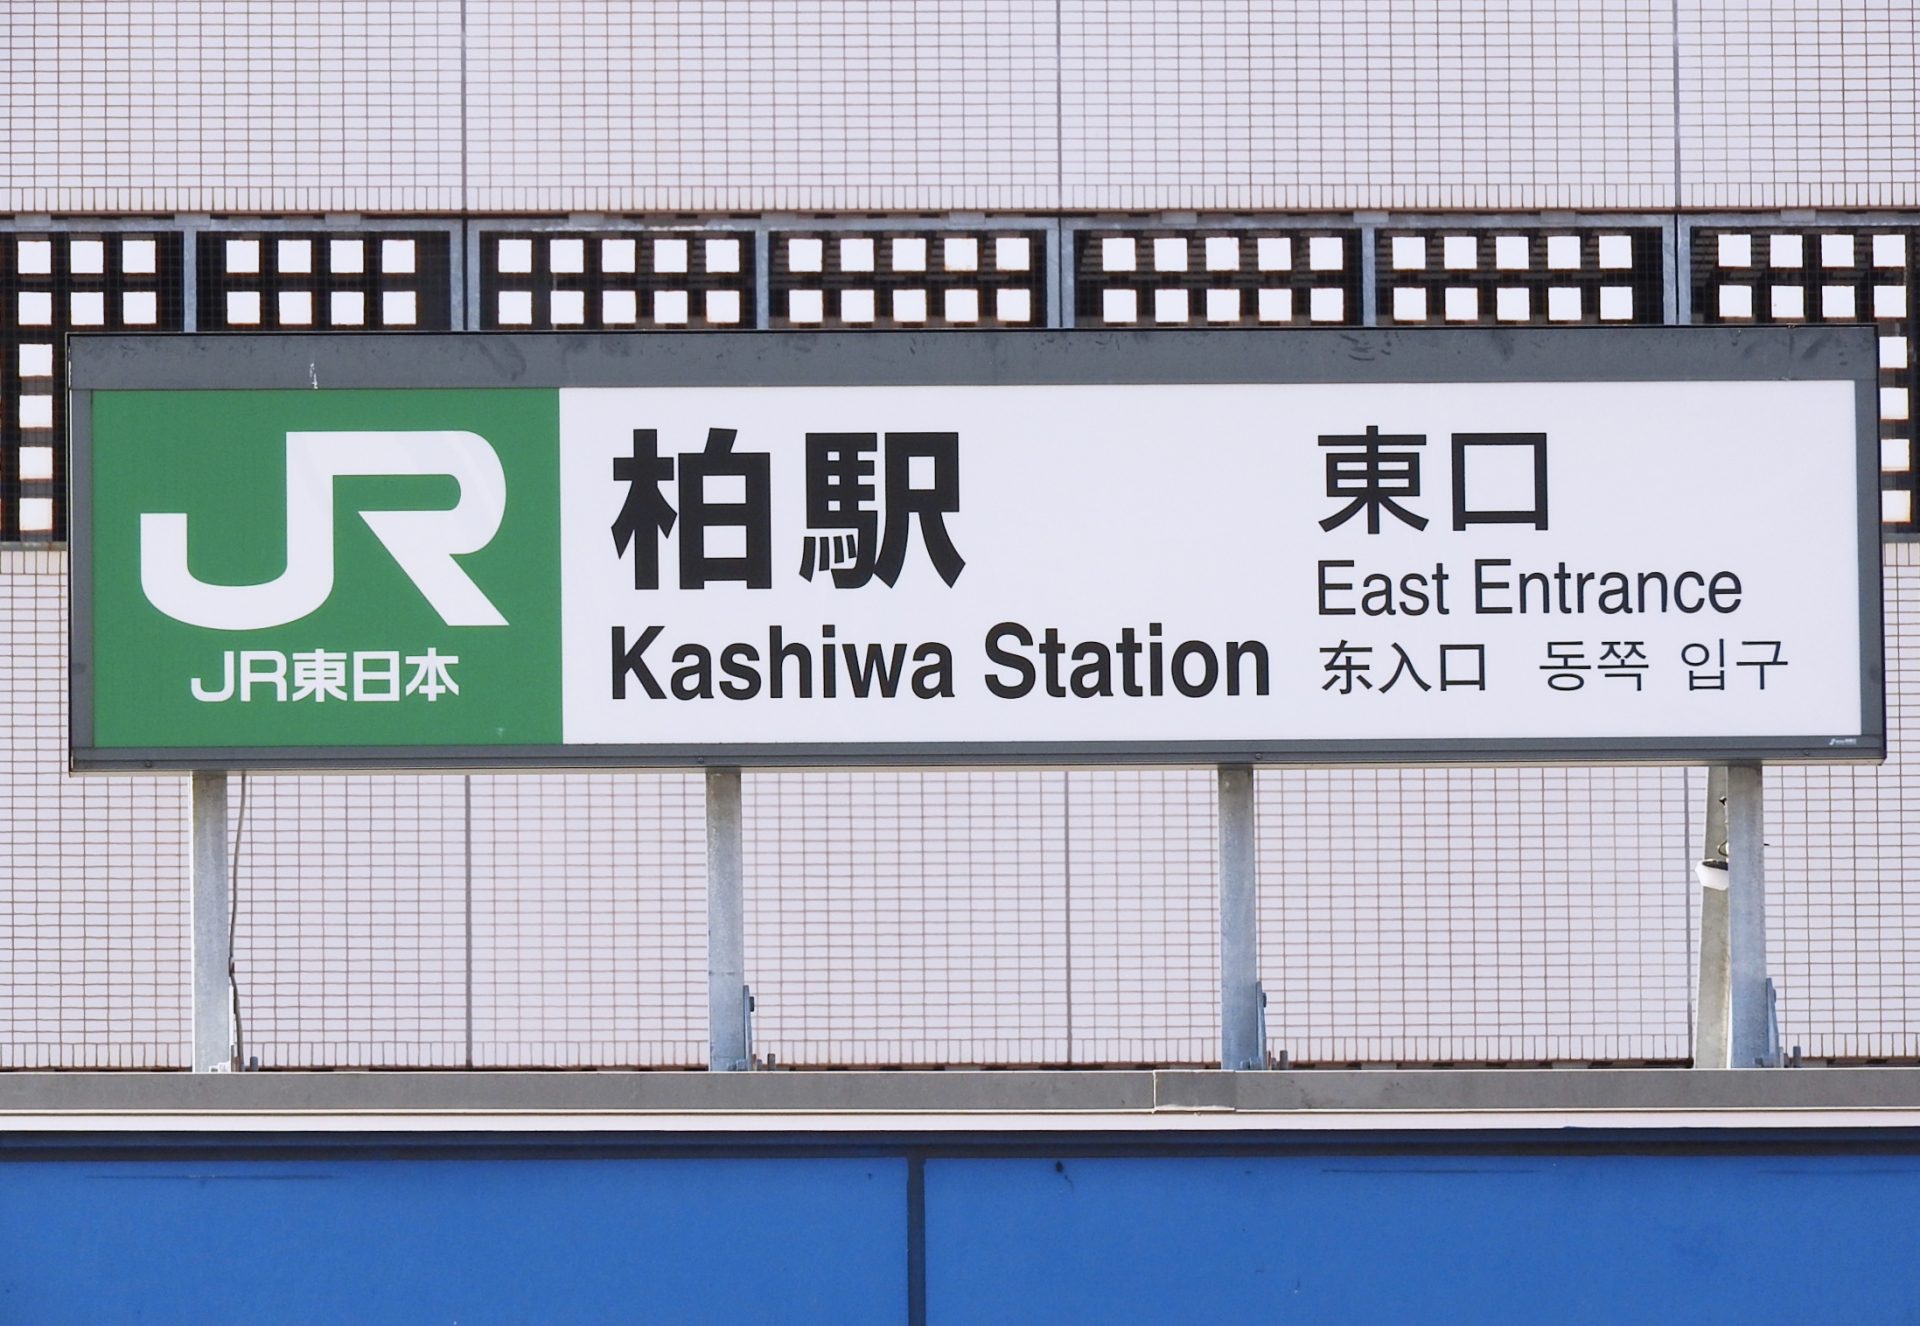 JR
JR東日本
柏駅
Kashiwa Station
東口
East Entrance
东入口 동쪽 입구